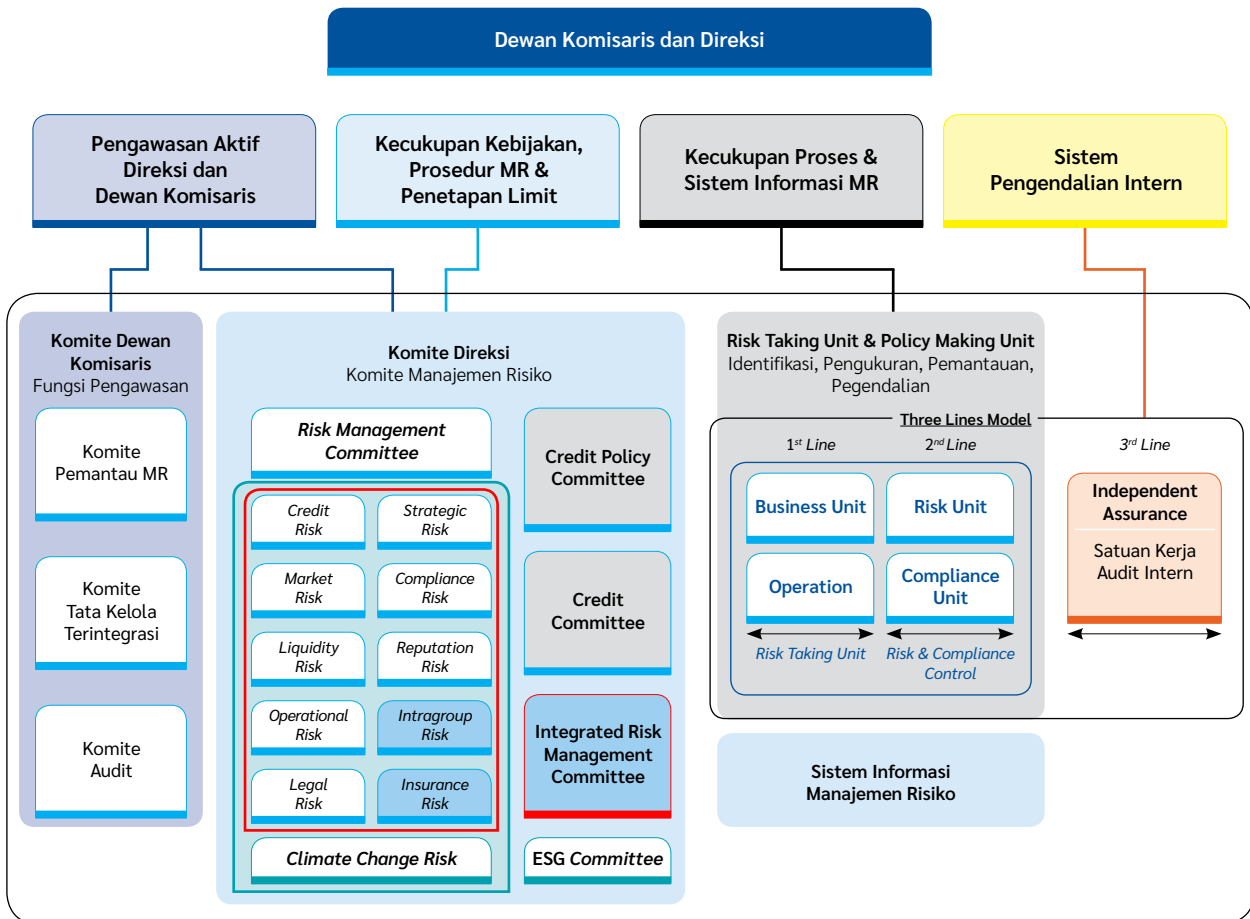 Dewan Komisaris dan Direksi
Pengawasan Aktif
Direksi dan
Dewan Komisaris
Kecukupan Kebijakan,
Prosedur MR &
Penetapan Limit
Kecukupan Proses &
Sistem Informasi MR
Sistem
Pengendalian Intern
Komite Dewan
Komisaris
Fungsi Pengawasan
Komite
Pemantau MR
Komite
Tata Kelola
Terintegrasi
Komite
Audit
Komite Direksi
Komite Manajemen Risiko
Risk Management
Committee
Credit
Risk
Strategic
Risk
Market
Risk
Compliance
Risk
Liquidity
Risk
Reputation
Risk
Operational
Risk
Intragroup
Risk
Legal
Risk
Insurance
Risk
Climate Change Risk
Credit Policy
Committee
Credit
Committee
Integrated Risk
Management
Committee
ESG Committee
Risk Taking Unit & Policy Making Unit
Identifikasi, Pengukuran, Pemantauan,
Pegendalian
Three Lines Model
1st Line
2nd Line
3rd Line
Business Unit
Risk Unit
Operation
Compliance
Unit
Risk Taking Unit
Risk & Compliance
Control
Independent
Assurance
Satuan Kerja
Audit Intern
Sistem Informasi
Manajemen Risiko